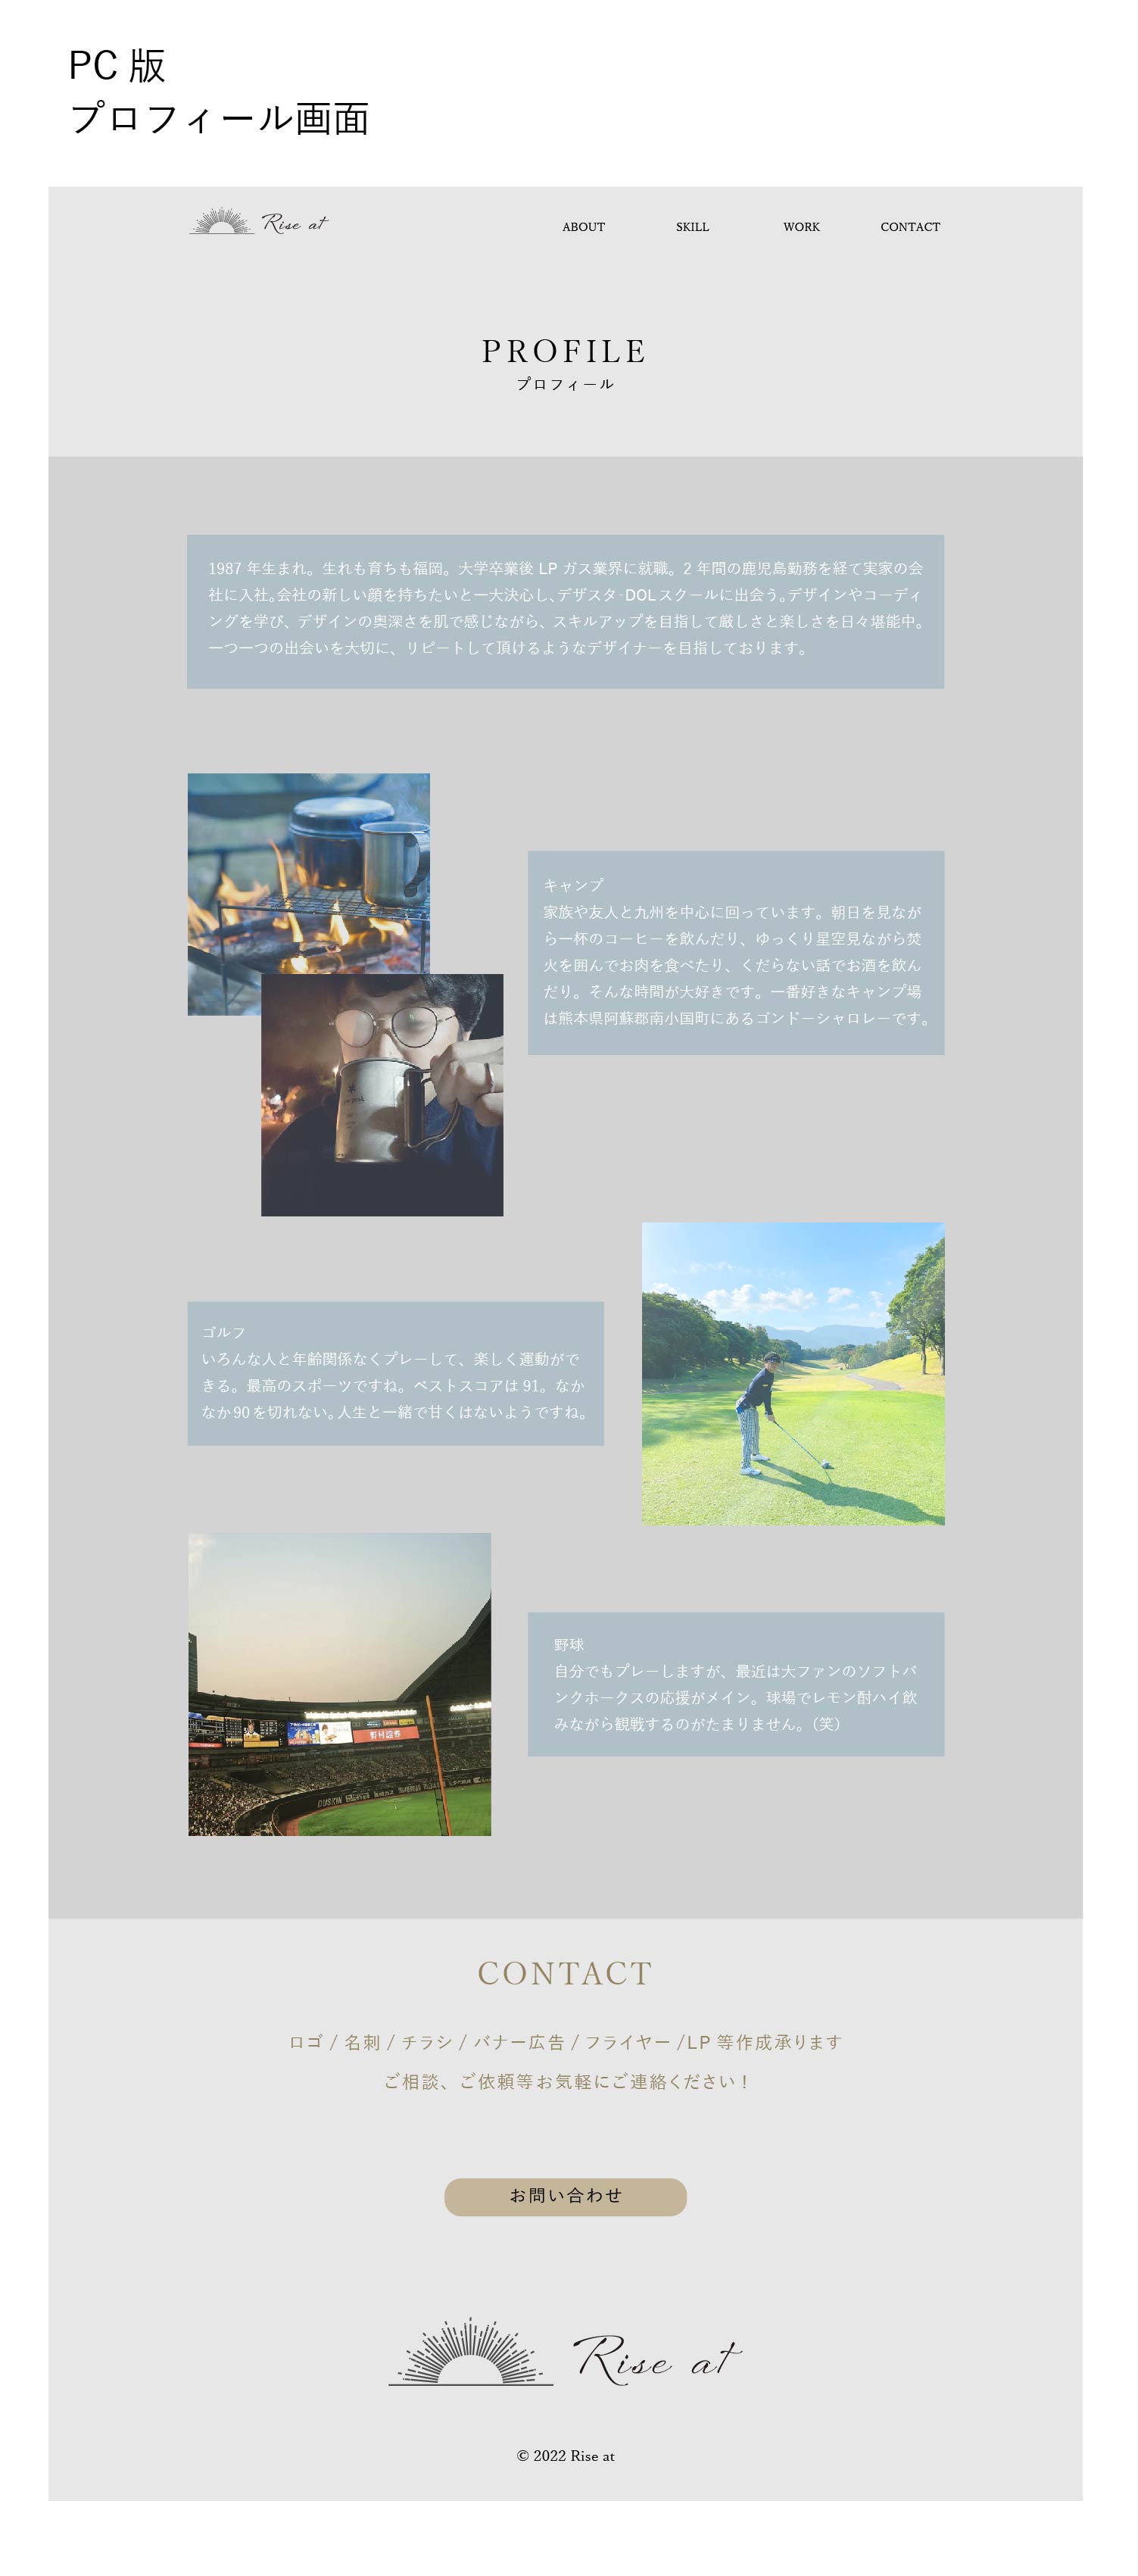 PC 版
プロフィール画面
Rise at
ABOUT
SKILL
WORK
CONTACT
PROFILE
プロフィール
1987 年生まれ。生れも育ちも福岡。大学卒業後 LP ガス業界に就職。2 年間の鹿児島勤務を経て実家の会
社に入社。会社の新しい顔を持ちたいと一大決心し、デザスタ-DOLスクールに出会う。デザインやコーディ
ングを学び、デザインの奥深さを肌で感じながら、スキルアップを目指して厳しさと楽しさを日々堪能中。
一つ一つの出会いを大切に、リピートして頂けるようなデザイナーを目指しております。
キャンプ
家族や友人と九州を中心に回っています。朝日を見なが
ら一杯のコーヒーを飲んだり、ゆっくり星空見ながら焚
火を囲んでお肉を食べたり、くだらない話でお酒を飲ん
だり。そんな時間が大好きです。一番好きなキャンプ場
は熊本県阿蘇郡南小国町にあるゴンドーシャロレーです。
ゴルフ
いろんな人と年齢関係なくプレーして、楽しく運動がで
きる。最高のスポーツですね。ベストスコアは 91。なか
なか90を切れない。人生と一緒で甘くはないようですね。
野村證券
DUSKIN
野球
自分でもプレーしますが、最近は大ファンのソフトバ
ンクホークスの応援がメイン。球場でレモン酎ハイ飲
みながら観戦するのがたまりません。（笑）
CONTACT
ロゴ / 名刺 / チラシ / バナー広告 / フライヤー /LP 等作成承ります
ご相談、ご依頼等お気軽にご連絡ください！
お問い合わせ
Rise at
© 2022 Rise at